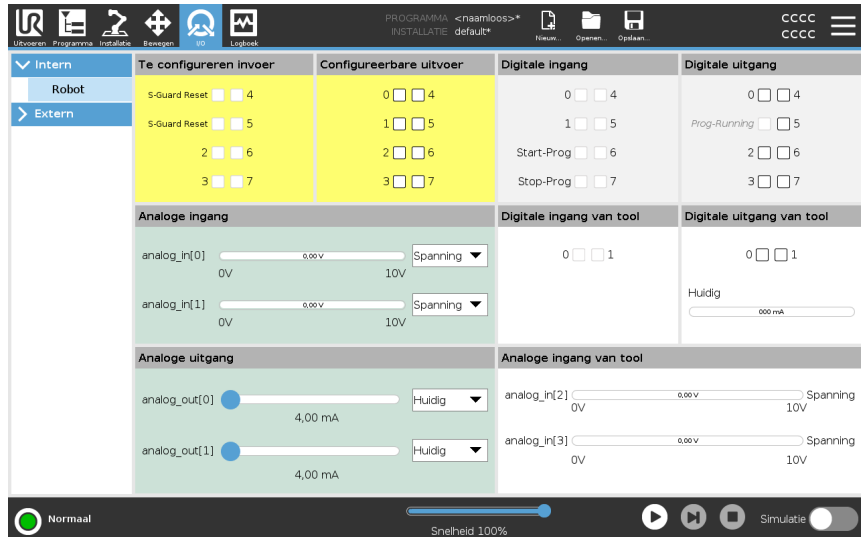 PROGRAMMA <naamloos>*
INSTALLATIE default*
Uitvoeren Programma Installatie Bewegen I/O Logboek
Nieuw... Openen... Opslaan...
CCCC
CCCC
Intern
Robot
Extern
Te configureren invoer
S-Guard Reset 4
S-Guard Reset 5
2 6
3 7
Configureerbare uitvoer
0 4
1 5
2 6
3 7
Digitale ingang
0 4
1 5
Start-Prog 6
Stop-Prog 7
Digitale uitgang
0 4
Prog-Running 5
2 6
3 7
Analoge ingang
analog_in[0] 0,00 V Spanning
0V 10V
analog_in[1] 0,00 V Spanning
0V 10V
Digitale ingang van tool
0 1
Digitale uitgang van tool
0 1
Huidig
000 mA
Analoge uitgang
analog_out[0] Huidig
4,00 mA
analog_out[1] Huidig
4,00 mA
Analoge ingang van tool
analog_in[2] 0,00 V Spanning
0V 10V
analog_in[3] 0,00 V Spanning
0V 10V
Normaal
Snelheid 100%
Simulatie